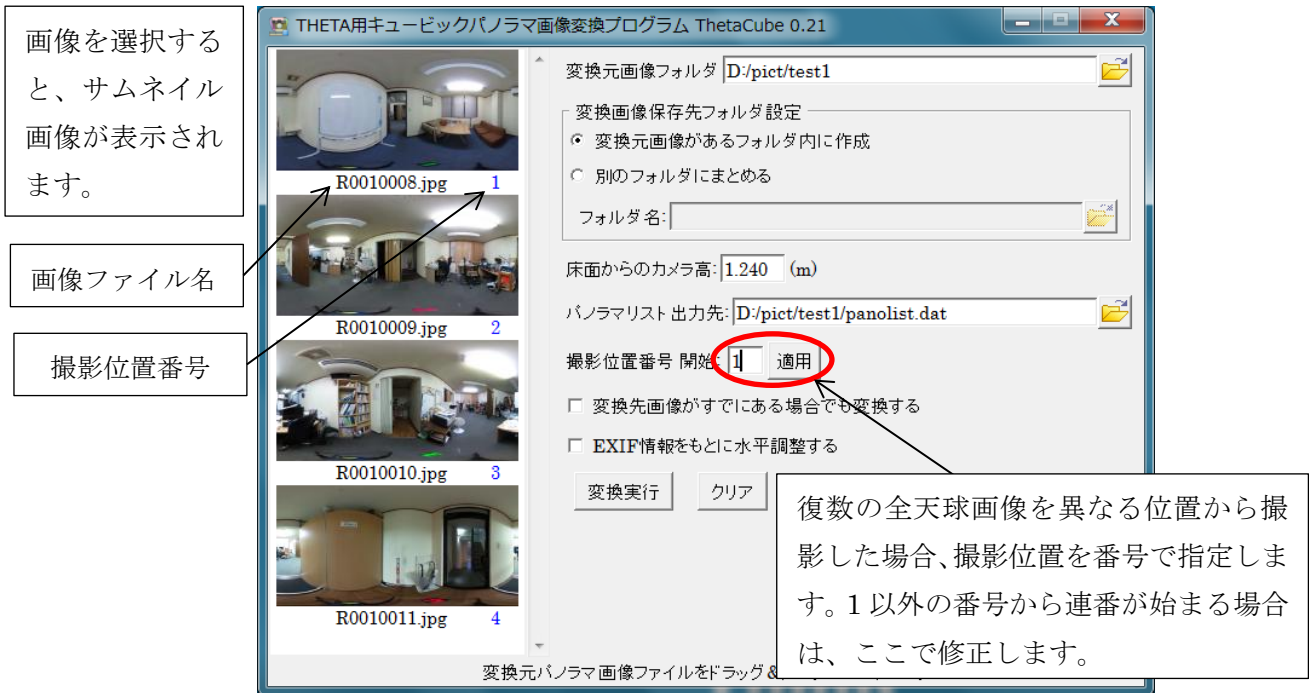 画像を選択する
と、サムネイル
画像が表示され
ます。
画像ファイル名
撮影位置番号
THETA用キュービックパノラマ画像変換プログラム ThetaCube 0.21
R0010008.jpg 1
R0010009.jpg 2
R0010010.jpg 3
R0010011.jpg 4
変換元画像フォルダ D:/pict/test1
変換画像保存先フォルダ設定
変換元画像があるフォルダ内に作成
別のフォルダにまとめる
フォルダ名:
床面からのカメラ高: 1.240 (m)
パノラマリスト出力先: D:/pict/test1/panolist.dat
撮影位置番号 開始: 1 適用
変換先画像がすでにある場合でも変換する
EXIF情報をもとに水平調整する
変換実行 クリア
復数の全天球画像を異なる位置から撮
影した場合、撮影位置を番号で指定しま
す。1以外の番号から連番が始まる場合
は、ここで修正します。
変換元パノラマ画像ファイルをドラッグ&